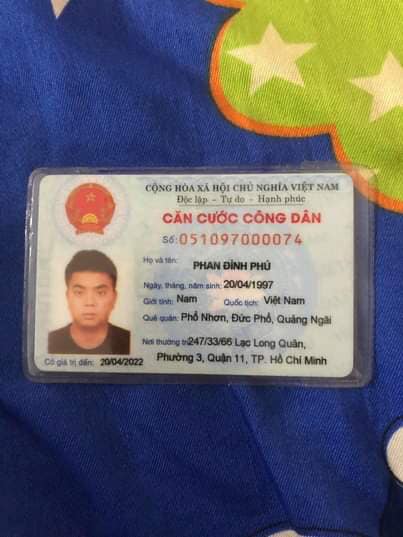 CỘNG HÒA XÃ HỘI CHỦ NGHĨA VIỆT NAM
Độc lập - Tự do - Hạnh phúc
CĂN CƯỚC CÔNG DÂN
Số: 051097000074
Họ và tên:
PHAN ĐÌNH PHÚ
Ngày, tháng, năm sinh: 20/04/1997
Giới tính: Nam Quốc tịch: Việt Nam
Quê quán: Phổ Nhơn, Đức Phổ, Quảng Ngãi
Nơi thường trú: 247/33/66 Lạc Long Quân,
Phường 3, Quận 11, TP. Hồ Chí Minh
Có giá trị đến: 20/04/2022